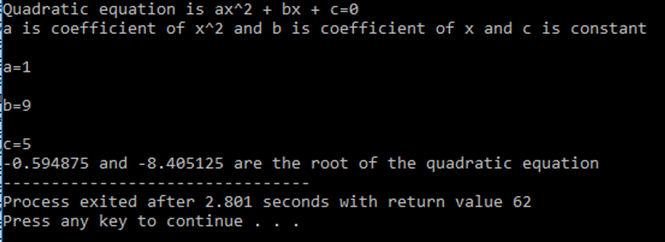 Quadratic equation is ax^2 + bx + c=0
a is coefficient of x^2 and b is coefficient of x and c is constant
a=1
b=9
c=5
-0.594875 and -8.405125 are the root of the quadratic equation
--------------------------------
Process exited after 2.801 seconds with return value 62
Press any key to continue . . .